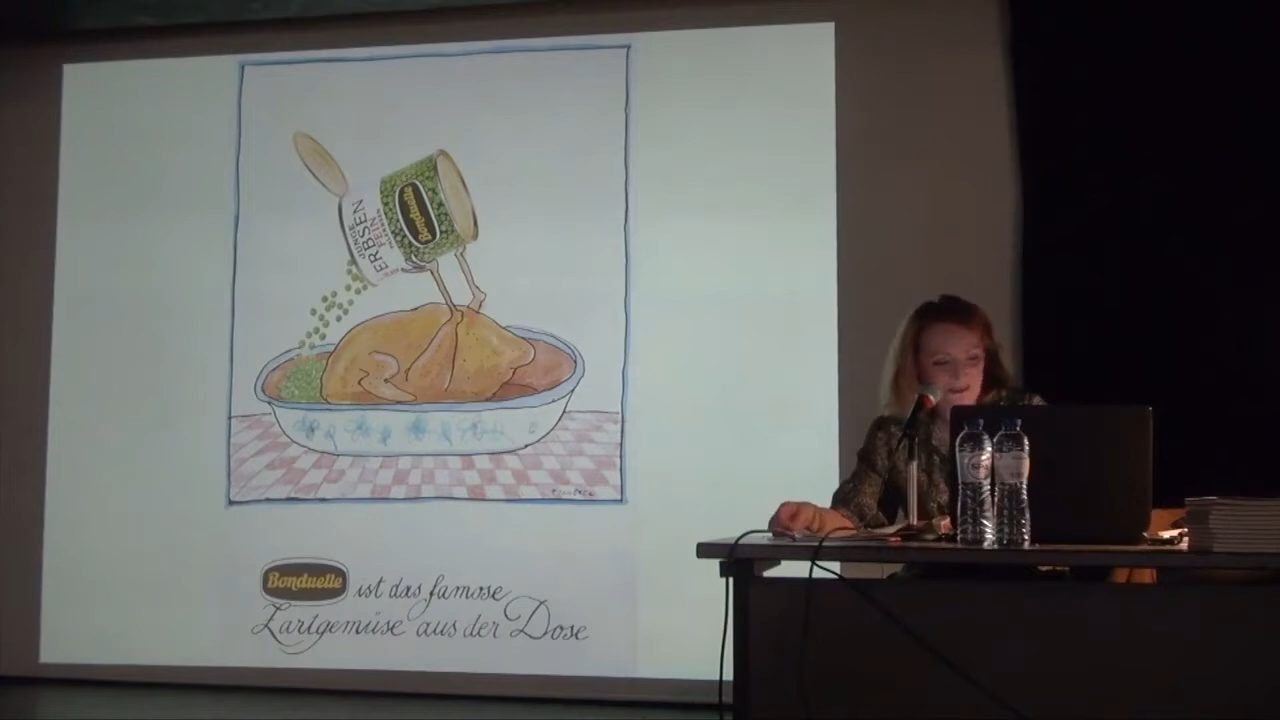 Bonduelle
JUNGE
ERBSEN
FEIN
Bonduelle ist das famose
Zartgemüse aus der Dose